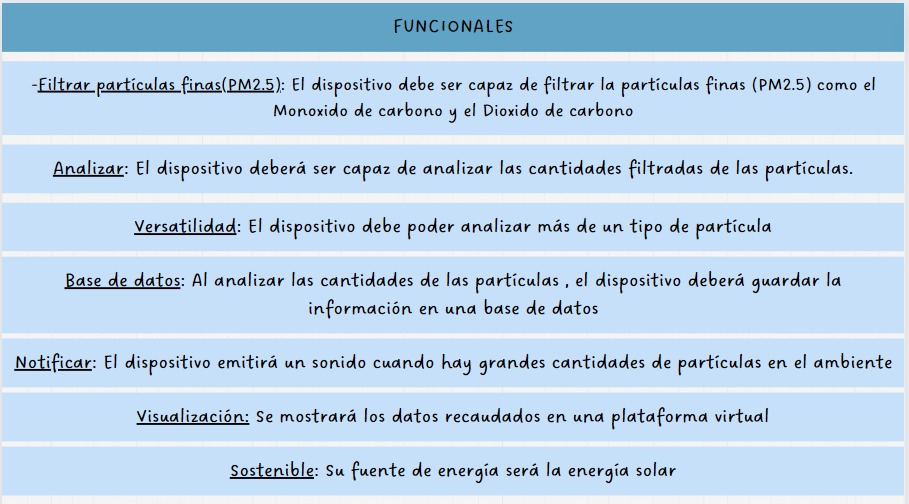 FUNCIONALES
-Filtrar partículas finas(PM2.5): El dispositivo debe ser capaz de filtrar la partículas finas (PM2.5) como el
Monoxido de carbono y el Dioxido de carbono
Analizar: El dispositivo deberá ser capaz de analizar las cantidades filtradas de las partículas.
Versatilidad: El dispositivo debe poder analizar más de un tipo de partícula
Base de datos: Al analizar las cantidades de las partículas , el dispositivo deberá guardar la
información en una base de datos
Notificar: El dispositivo emitirá un sonido cuando hay grandes cantidades de partículas en el ambiente
Visualización: Se mostrará los datos recaudados en una plataforma virtual
Sostenible: Su fuente de energía será la energía solar